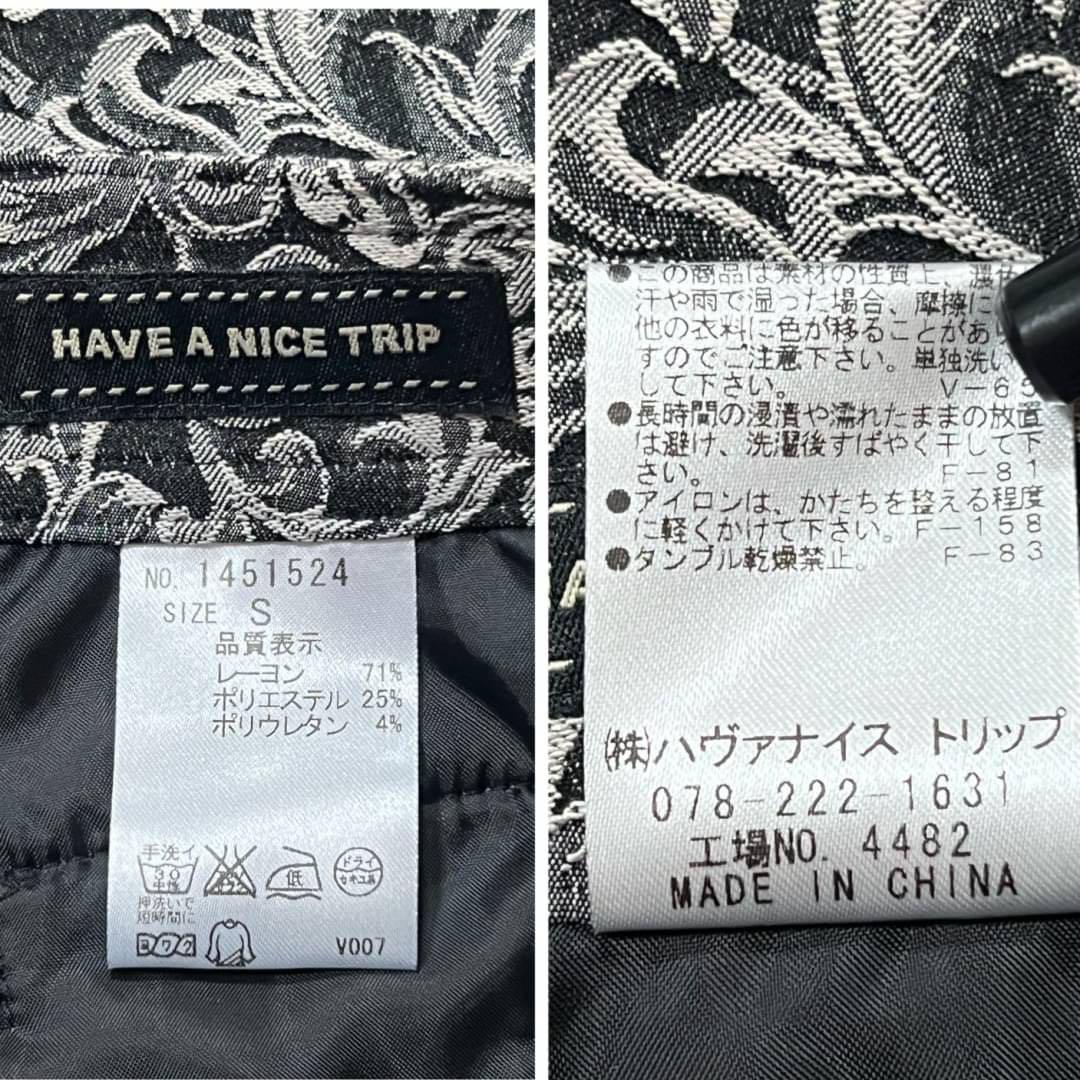 HAVE A NICE TRIP
NO. 1451524
SIZE S
品質表示
レーヨン 71%
ポリエステル 25%
ポリウレタン 4%
手洗イ
30
中性
押洗いで
短時間に
低
ドライ
セキユ系
ヨワク
V007
●この商品は素材の性質上、濃色
汗や雨で湿った場合、摩擦に
他の衣料に色が移ることがあり
すのでご注意下さい。単独洗い
して下さい。 V-65
●長時間の浸漬や濡れたままの放置
は避け、洗濯後すばやく干して下
さい。 F-81
●アイロンは、かたちを整える程度
に軽くかけて下さい。F-158
●タンブル乾燥禁止。 F-83
㈱ハヴァナイス トリップ
078-222-1631
工場NO. 4482
MADE IN CHINA